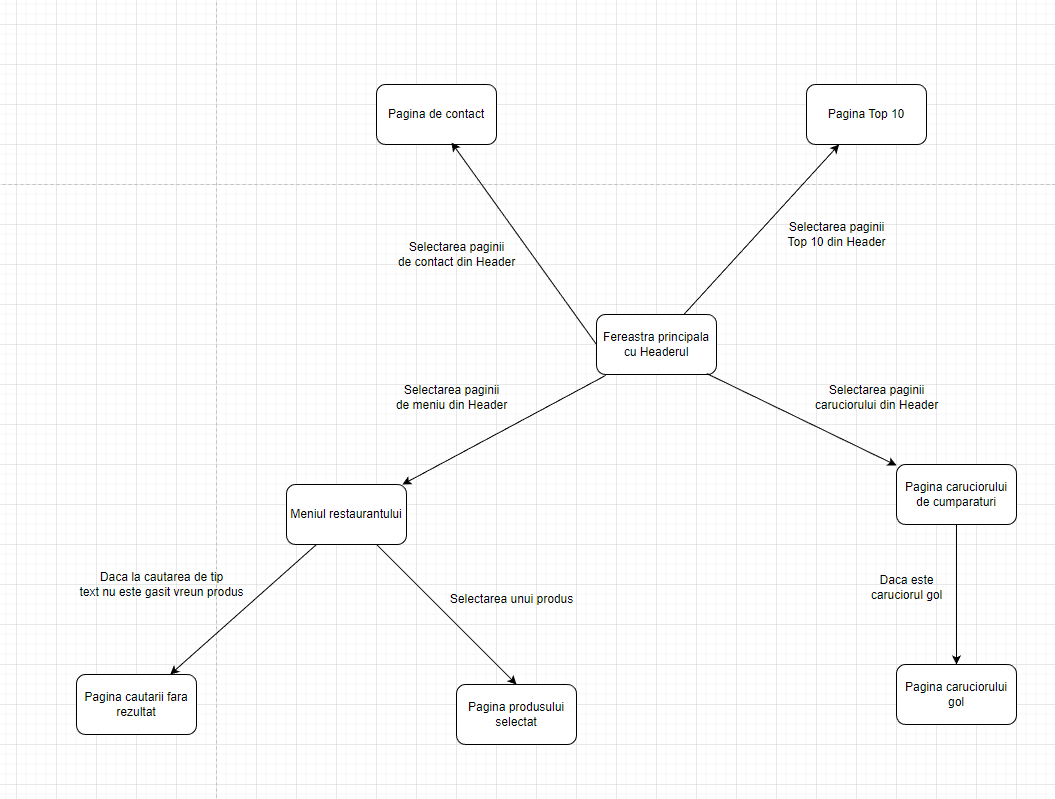 Pagina de contact
Pagina Top 10
Selectarea paginii
Top 10 din Header
Selectarea paginii
de contact din Header
Fereastra principala
cu Headerul
Selectarea paginii
de meniu din Header
Selectarea paginii
caruciorului din Header
Pagina caruciorului
de cumparaturi
Meniul restaurantului
Daca la cautarea de tip
text nu este gasit vreun produs
Selectarea unui produs
Daca este
caruciorul gol
Pagina cautarii fara
rezultat
Pagina produsului
selectat
Pagina caruciorului
gol